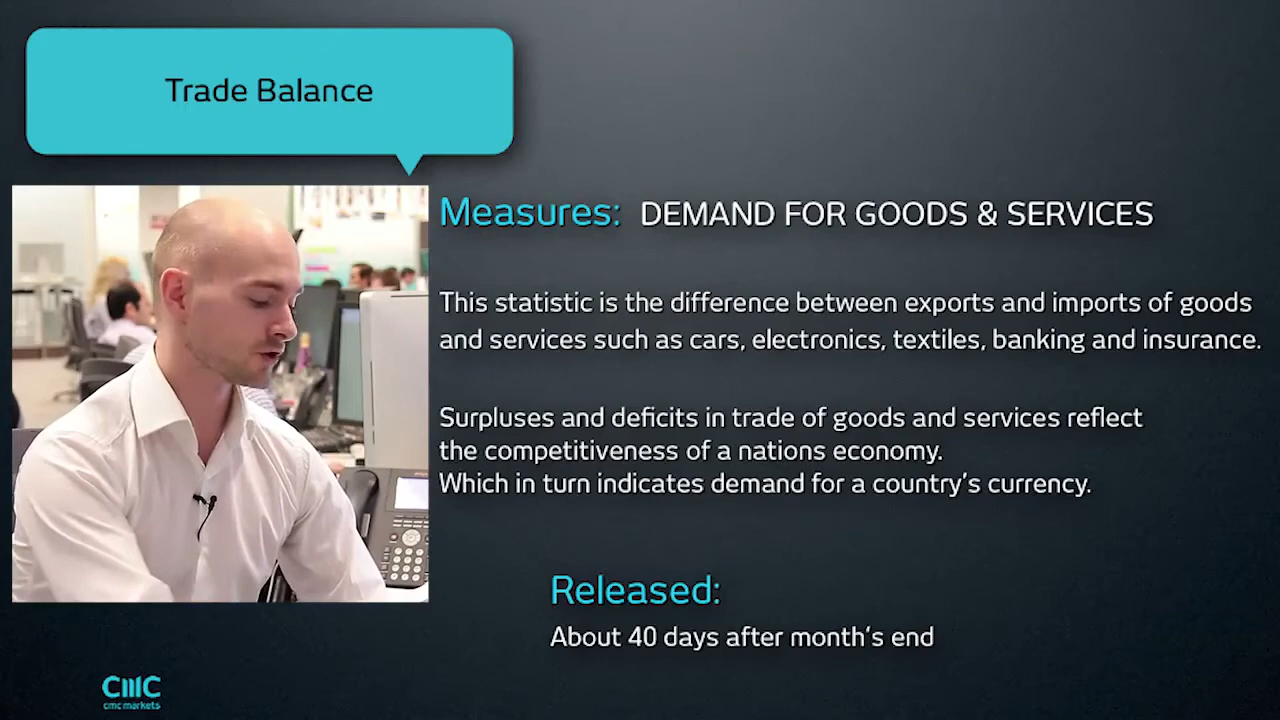 Trade Balance
Measures: DEMAND FOR GOODS & SERVICES
This statistic is the difference between exports and imports of goods
and services such as cars, electronics, textiles, banking and insurance.
Surpluses and deficits in trade of goods and services reflect
the competitiveness of a nations economy.
Which in turn indicates demand for a country's currency.
Released:
About 40 days after month's end
CMC
cmc markets